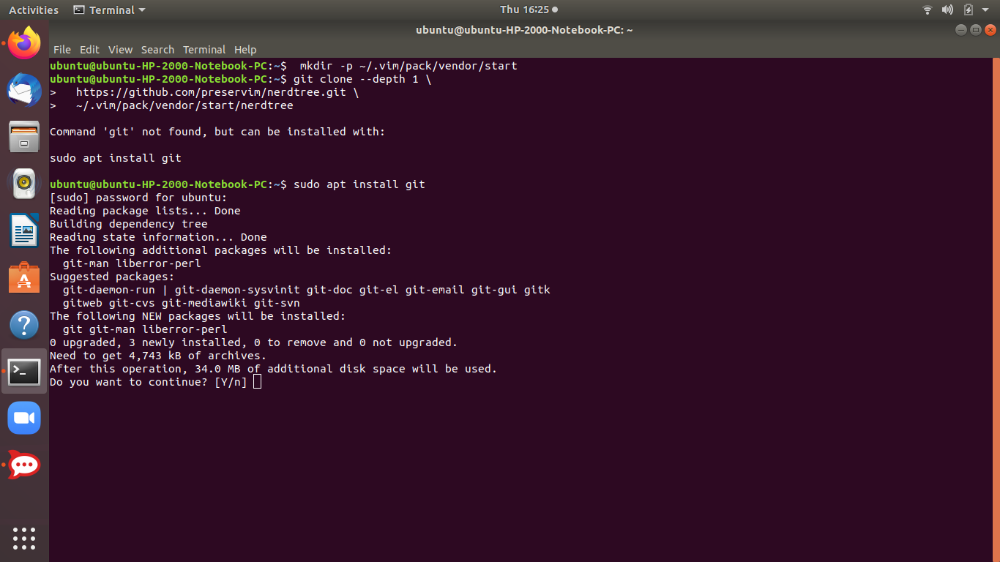 Activities Terminal Thu 16:25
ubuntu@ubuntu-HP-2000-Notebook-PC: ~
File Edit View Search Terminal Help
ubuntu@ubuntu-HP-2000-Notebook-PC:~$  mkdir -p ~/.vim/pack/vendor/start
ubuntu@ubuntu-HP-2000-Notebook-PC:~$ git clone --depth 1 \
>   https://github.com/preservim/nerdtree.git \
>   ~/.vim/pack/vendor/start/nerdtree
Command 'git' not found, but can be installed with:
sudo apt install git
ubuntu@ubuntu-HP-2000-Notebook-PC:~$ sudo apt install git
[sudo] password for ubuntu:
Reading package lists... Done
Building dependency tree
Reading state information... Done
The following additional packages will be installed:
  git-man liberror-perl
Suggested packages:
  git-daemon-run | git-daemon-sysvinit git-doc git-el git-email git-gui gitk
  gitweb git-cvs git-mediawiki git-svn
The following NEW packages will be installed:
  git git-man liberror-perl
0 upgraded, 3 newly installed, 0 to remove and 0 not upgraded.
Need to get 4,743 kB of archives.
After this operation, 34.0 MB of additional disk space will be used.
Do you want to continue? [Y/n]